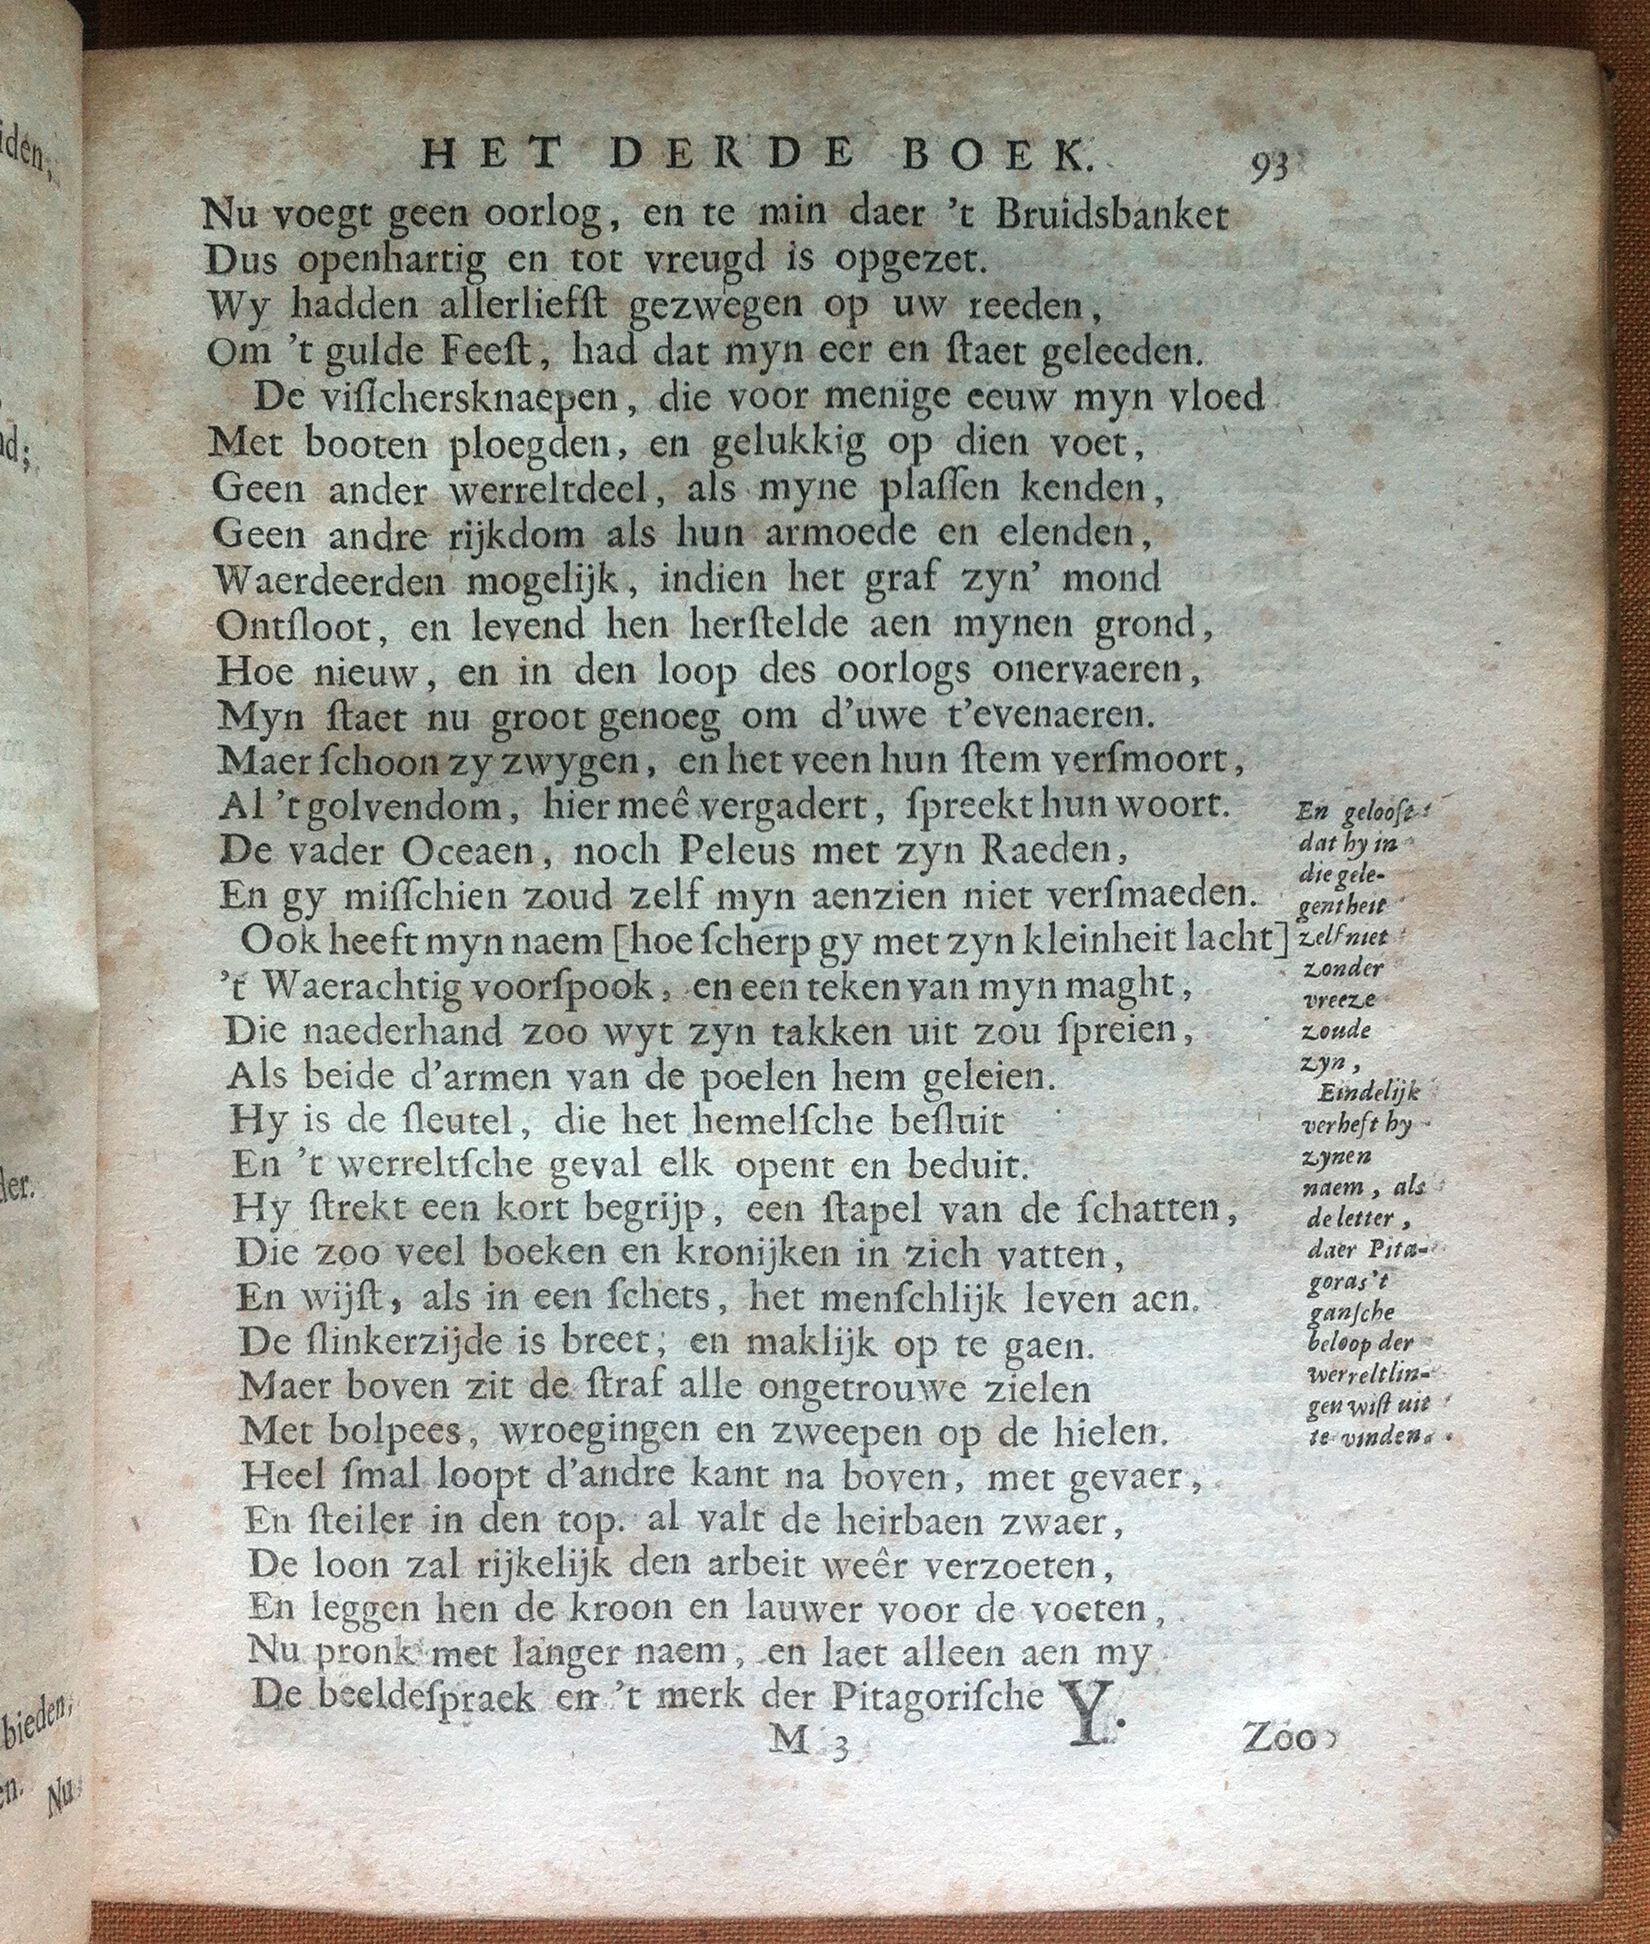 HET DERDE BOEK. 93
Nu voegt geen oorlog, en te min daer 't Bruidsbanket
Dus openhartig en tot vreugd is opgezet.
Wy hadden allerliefſt gezwegen op uw reeden,
Om 't gulde Feeſt, had dat myn eer en ſtaet geleeden.
De viſſchersknaepen, die voor menige eeuw myn vloed
Met booten ploegden, en gelukkig op dien voet,
Geen ander werreltdeel, als myne plaſſen kenden,
Geen andre rijkdom als hun armoede en elenden,
Waerdeerden mogelijk, indien het graf zyn' mond
Ontſloot, en levend hen herſtelde aen mynen grond,
Hoe nieuw, en in den loop des oorlogs onervaeren,
Myn ſtaet nu groot genoeg om d'uwe t'evenaeren.
Maer ſchoon zy zwygen, en het veen hun ſtem verſmoort,
Al 't golvendom, hier meê vergadert, ſpreekt hun woort.
De vader Oceaen, noch Peleus met zyn Raeden,
En gy miſſchien zoud zelf myn aenzien niet verſmaeden.
Ook heeft myn naem [hoe ſcherp gy met zyn kleinheit lacht]
't Waerachtig voorſpook, en een teken van myn maght,
Die naederhand zoo wyt zyn takken uit zou ſpreien,
Als beide d'armen van de poelen hem geleien.
Hy is de ſleutel, die het hemelſche beſluit
En 't werreltſche geval elk opent en beduit.
Hy ſtrekt een kort begrijp, een ſtapel van de ſchatten,
Die zoo veel boeken en kronijken in zich vatten,
En wijſt, als in een ſchets, het menſchlijk leven aen.
De ſlinkerzijde is breet; en maklijk op te gaen.
Maer boven zit de ſtraf alle ongetrouwe zielen
Met bolpees, wroegingen en zweepen op de hielen.
Heel ſmal loopt d'andre kant na boven, met gevaer,
En ſteiler in den top. al valt de heirbaen zwaer,
De loon zal rijkelijk den arbeit weêr verzoeten,
En leggen hen de kroon en lauwer voor de voeten,
Nu pronk met langer naem, en laet alleen aen my
De beeldeſpraek en 't merk der Pitagoriſche Y.
M 3 Zoo
En gelooft
dat hy in
die gele-
gentheit
zelf niet
zonder
vreeze
zoude
zyn,
Eindelijk
verheft hy
zynen
naem, als
de letter,
daer Pita-
goras 't
ganſche
beloop der
werreltlin-
gen wiſt uit
te vinden.
iden,
nd;
der.
bieden,
en.
Nu